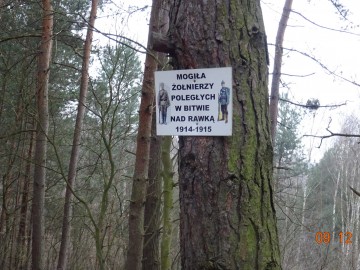 MOGIŁA
ŻOŁNIERZY
POLEGŁYCH
W BITWIE
NAD RAWKĄ
1914-1915